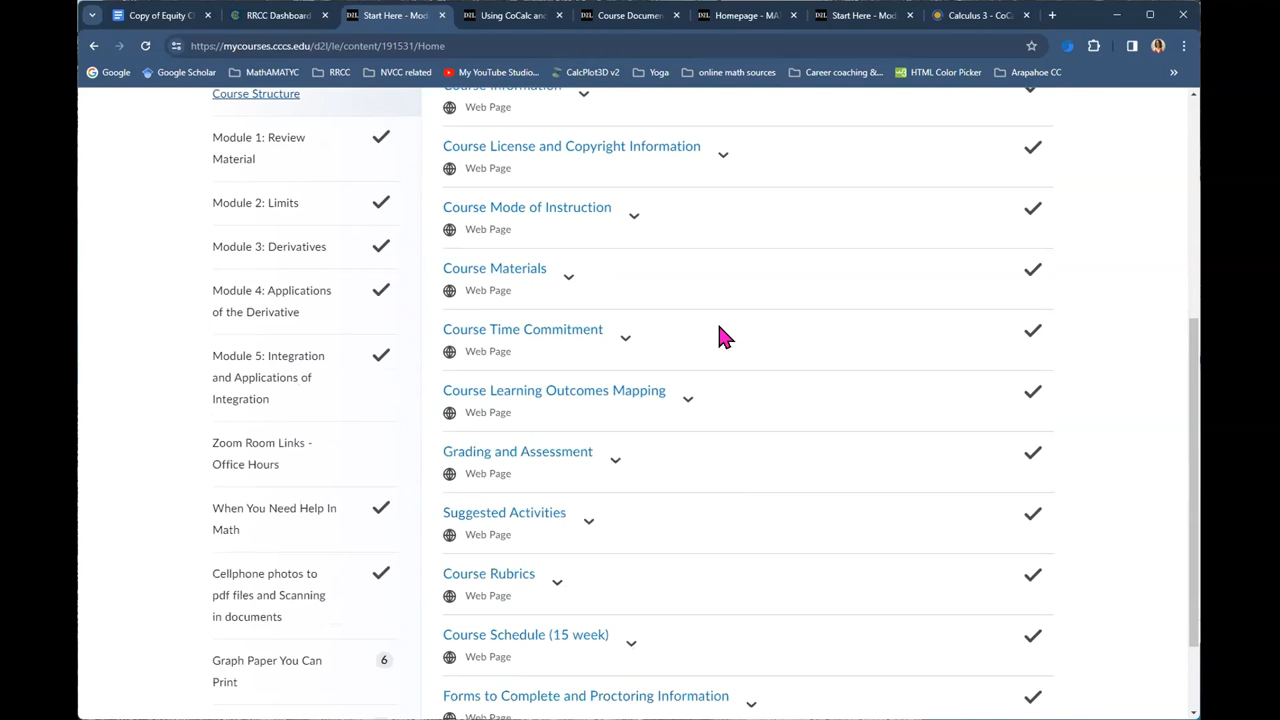 Copy of Equity C
RRCC Dashboard
Start Here - Mod
Using CoCalc and
Course Documen
Homepage - MA
Start Here - Mod
Calculus 3 - CoC
https://mycourses.cccs.edu/d2l/le/content/191531/Home
Google
Google Scholar
MathAMATYC
RRCC
NVCC related
My YouTube Studio...
CalcPlot3D v2
Yoga
online math sources
Career coaching &...
HTML Color Picker
Arapahoe CC
»
Course Structure
Module 1: Review
Material
Module 2: Limits
Module 3: Derivatives
Module 4: Applications
of the Derivative
Module 5: Integration
and Applications of
Integration
Zoom Room Links -
Office Hours
When You Need Help In
Math
Cellphone photos to
pdf files and Scanning
in documents
Graph Paper You Can
Print
6
Course Information
Web Page
Course License and Copyright Information
Web Page
Course Mode of Instruction
Web Page
Course Materials
Web Page
Course Time Commitment
Web Page
Course Learning Outcomes Mapping
Web Page
Grading and Assessment
Web Page
Suggested Activities
Web Page
Course Rubrics
Web Page
Course Schedule (15 week)
Web Page
Forms to Complete and Proctoring Information
Web Page